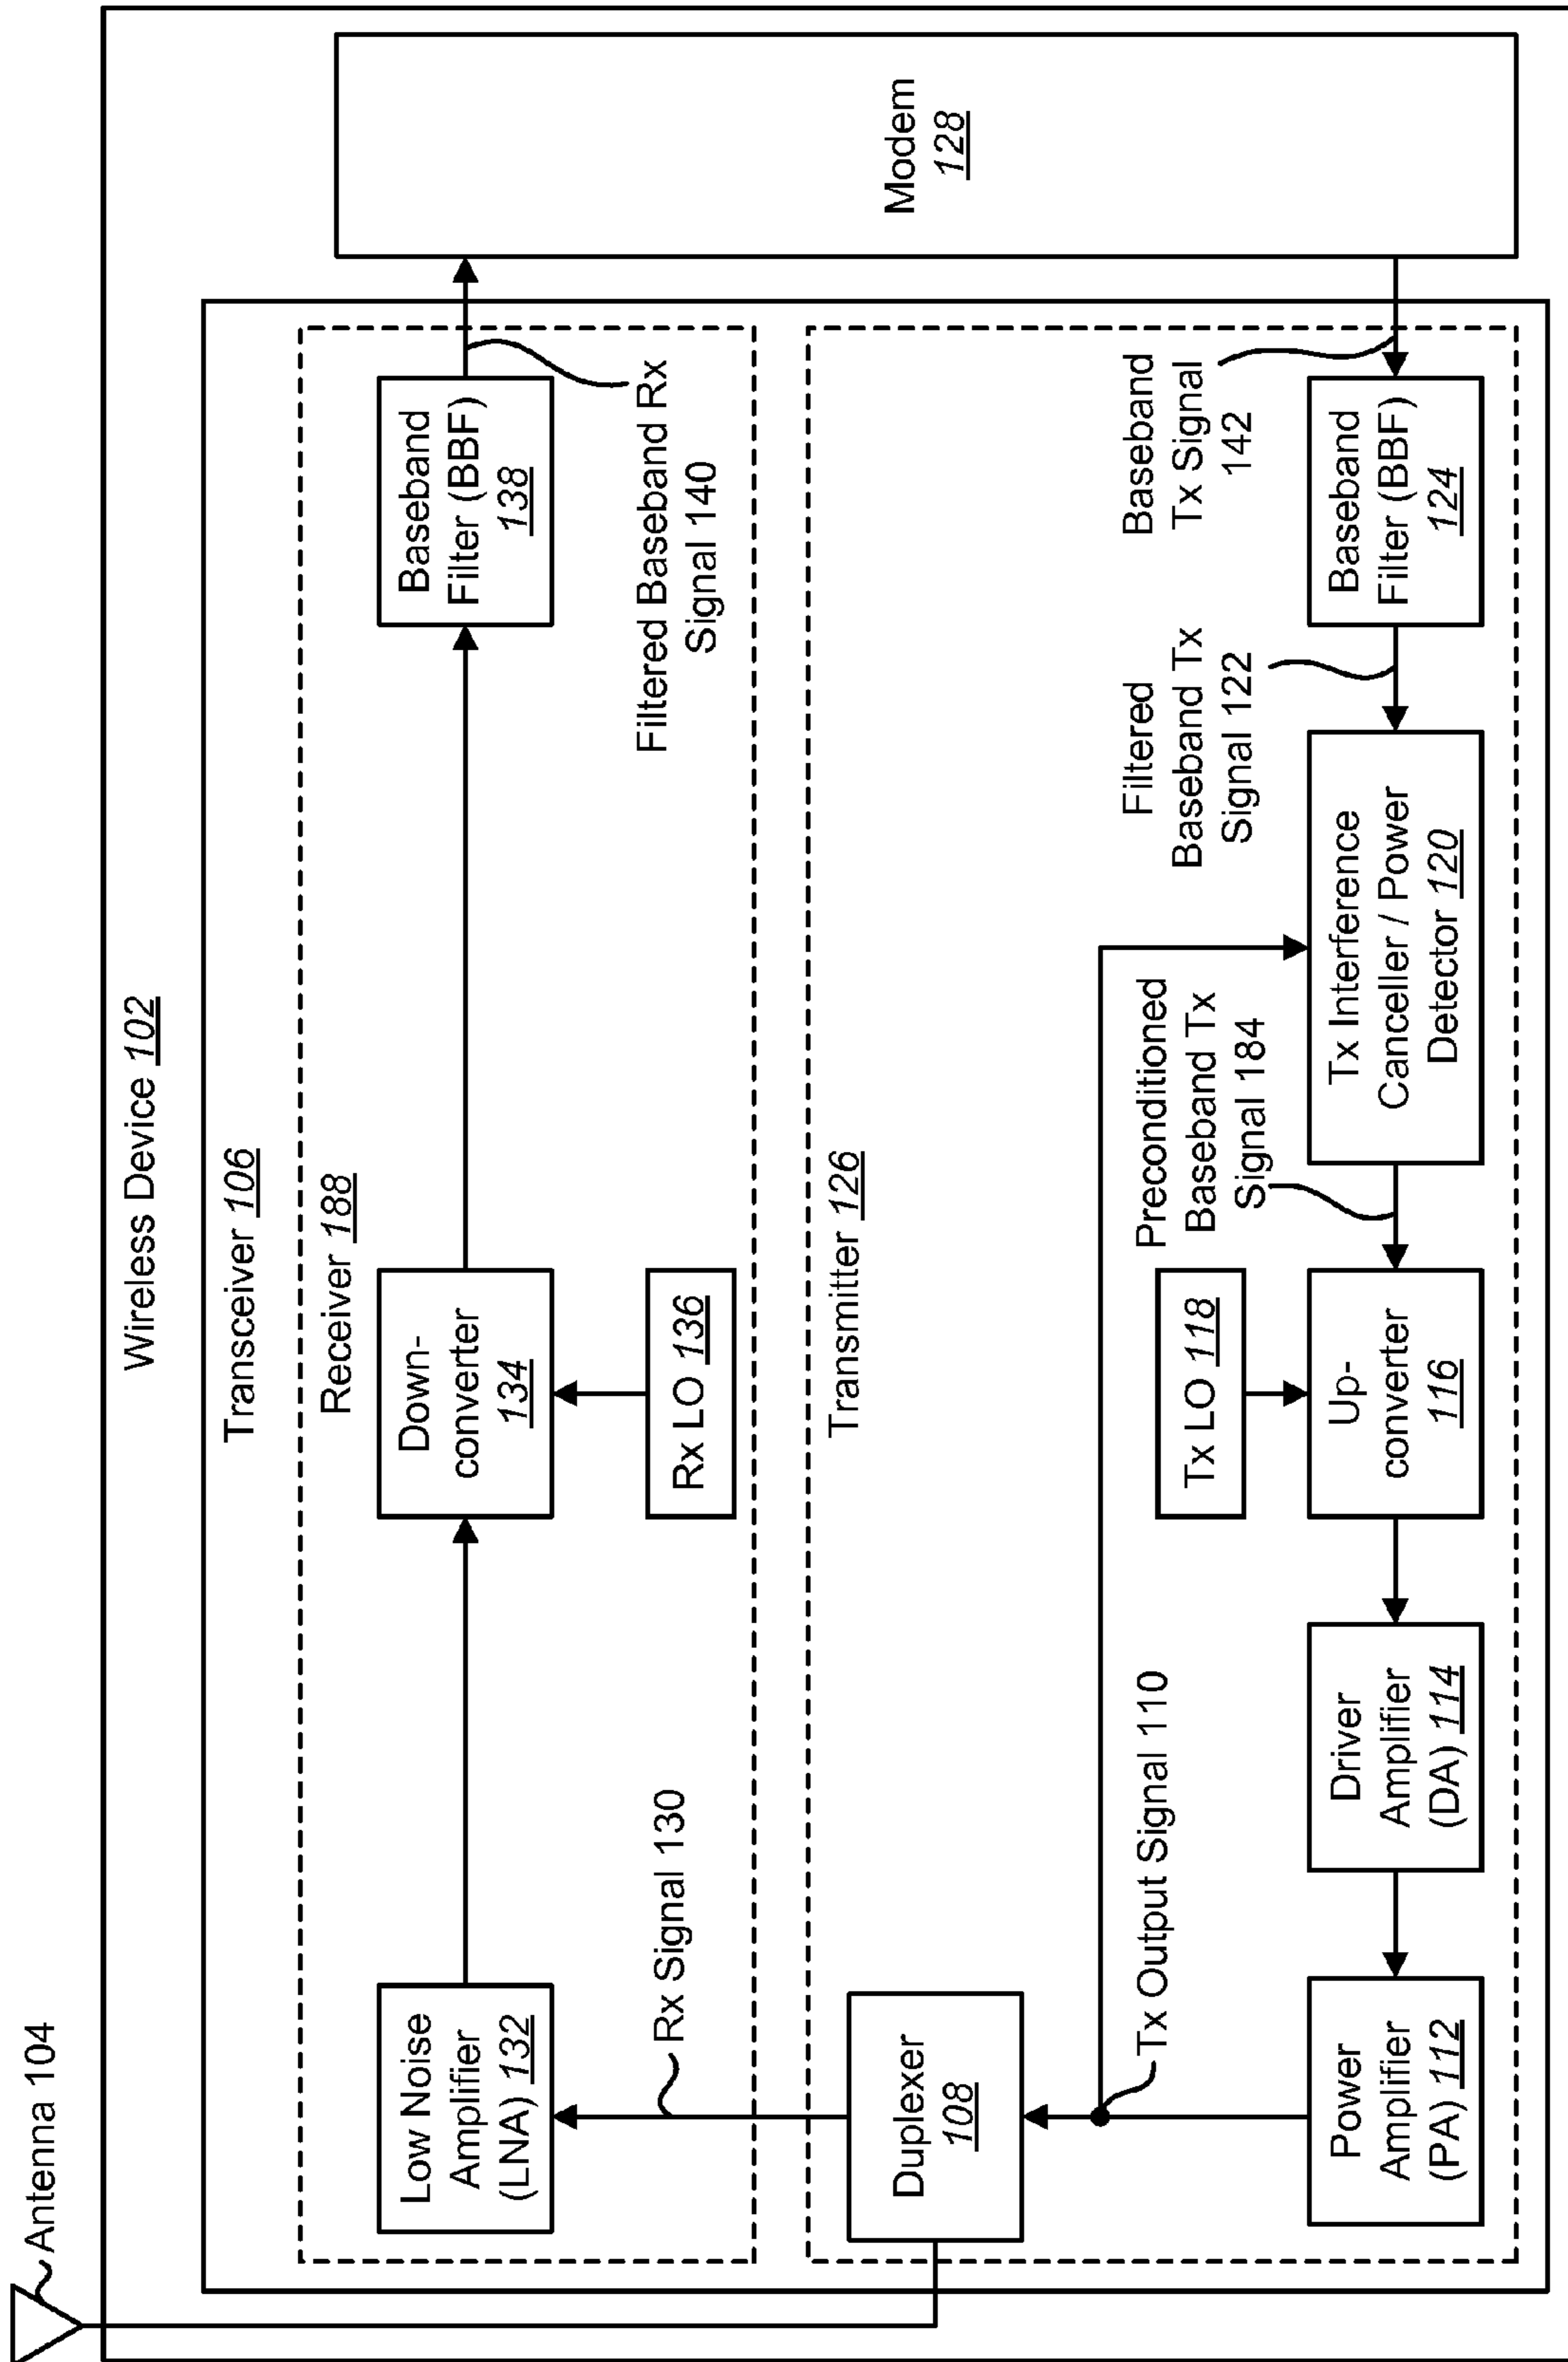 Antenna 104
Wireless Device 102
Transceiver 106
Receiver 188
Low Noise
Amplifier
(LNA) 132
Down-
converter
134
Baseband
Filter (BBF)
138
Rx LO 136
Rx Signal 130
Filtered Baseband Rx
Signal 140
Modem
128
Transmitter 126
Duplexer
108
Tx Output Signal 110
Preconditioned
Baseband Tx
Signal 184
Filtered
Baseband Tx
Signal 122
Baseband
Tx Signal
142
Tx LO 118
Power
Amplifier
(PA) 112
Driver
Amplifier
(DA) 114
Up-
converter
116
Tx Interference
Canceller / Power
Detector 120
Baseband
Filter (BBF)
124